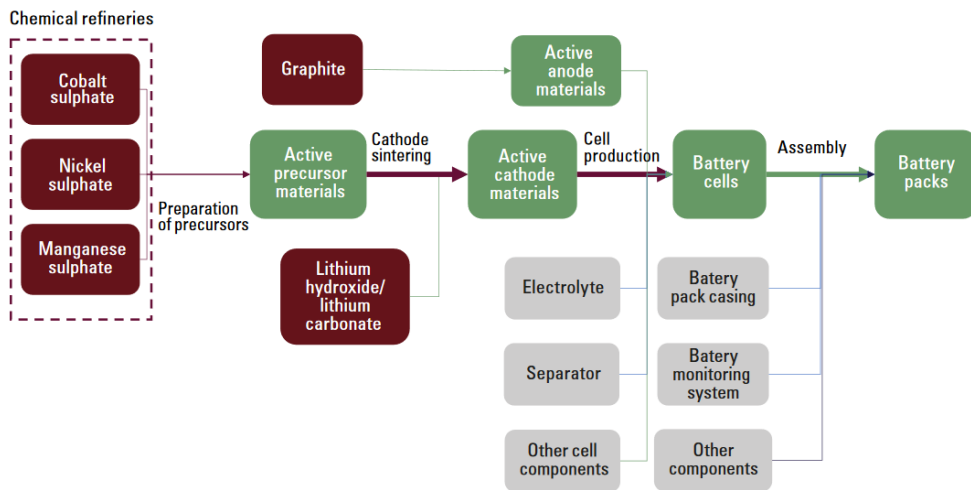 Chemical refineries
Cobalt
sulphate
Nickel
sulphate
Manganese
sulphate
Preparation
of precursors
Graphite
Active
anode
materials
Active
precursor
materials
Cathode
sintering
Lithium
hydroxide/
lithium
carbonate
Active
cathode
materials
Cell
production
Battery
cells
Assembly
Battery
packs
Electrolyte
Separator
Other cell
components
Batery
pack casing
Batery
monitoring
system
Other
components